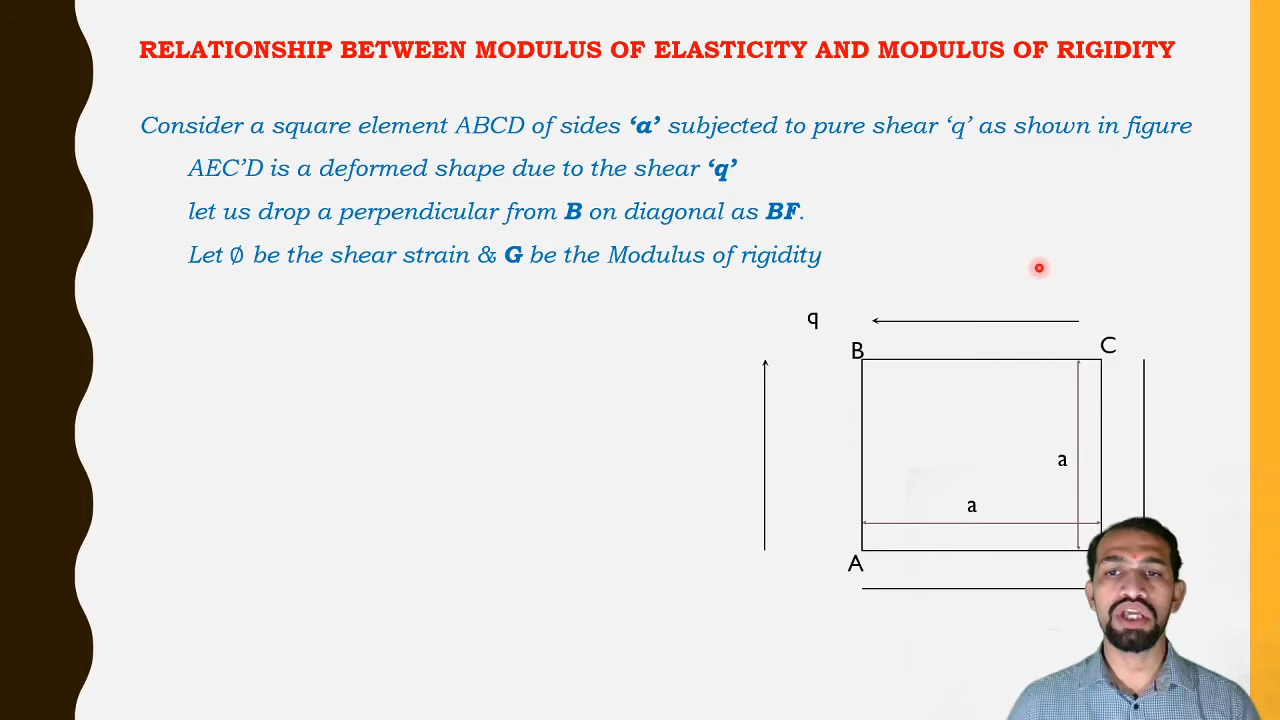 RELATIONSHIP BETWEEN MODULUS OF ELASTICITY AND MODULUS OF RIGIDITY
Consider a square element ABCD of sides ‘a’ subjected to pure shear ‘q’ as shown in figure
AEC’D is a deformed shape due to the shear ‘q’
let us drop a perpendicular from B on diagonal as BF.
Let ∅ be the shear strain & G be the Modulus of rigidity
q
B
C
a
a
A